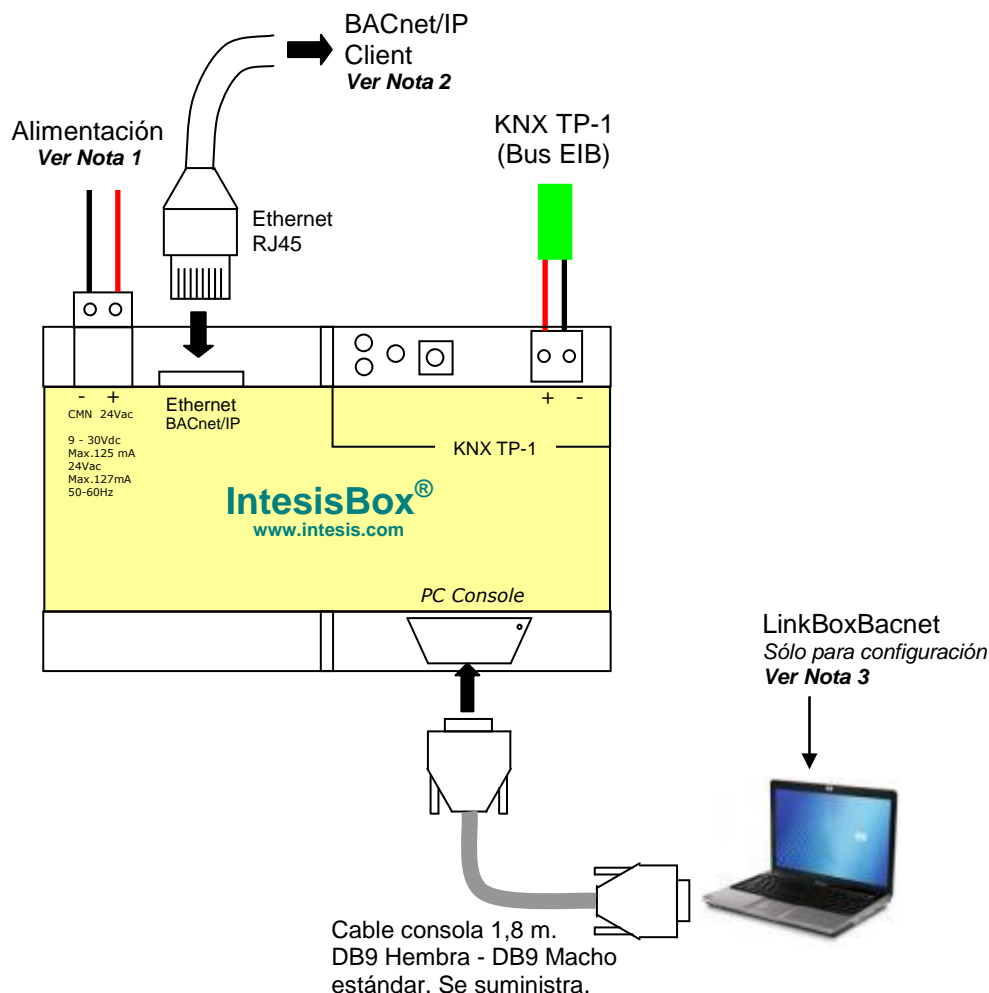 BACnet/IP
Client
Ver Nota 2
Alimentación
Ver Nota 1
KNX TP-1
(Bus EIB)
Ethernet
RJ45
- +
CMN 24Vac
9 - 30Vdc
Max.125 mA
24Vac
Max.127mA
50-60Hz
Ethernet
BACnet/IP
+ -
KNX TP-1
IntesisBox®
www.intesis.com
PC Console
LinkBoxBacnet
Sólo para configuración
Ver Nota 3
Cable consola 1,8 m.
DB9 Hembra - DB9 Macho
estándar. Se suministra.